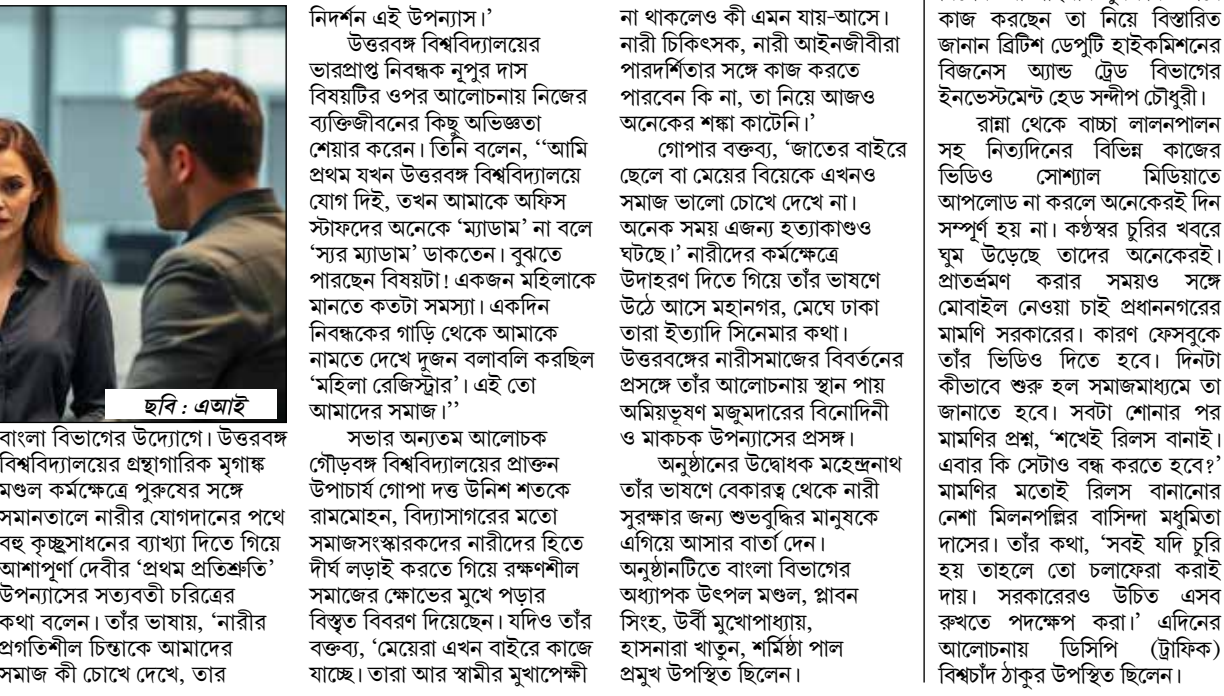 ছবি : এআই
বাংলা বিভাগের উদ্যোগে। উত্তরবঙ্গ
বিশ্ববিদ্যালয়ের গ্রন্থাগারিক মৃগাঙ্ক
মণ্ডল কর্মক্ষেত্রে পুরুষের সঙ্গে
সমানতালে নারীর যোগদানের পথে
বহু কৃচ্ছ্রসাধনের ব্যাখ্যা দিতে গিয়ে
আশাপূর্ণা দেবীর ‘প্রথম প্রতিশ্রুতি’
উপন্যাসের সত্যবতী চরিত্রের
কথা বলেন। তাঁর ভাষায়, ‘নারীর
প্রগতিশীল চিন্তাকে আমাদের
সমাজ কী চোখে দেখে, তার
নিদর্শন এই উপন্যাস।’
উত্তরবঙ্গ বিশ্ববিদ্যালয়ের
ভারপ্রাপ্ত নিবন্ধক নূপুর দাস
বিষয়টির ওপর আলোচনায় নিজের
ব্যক্তিজীবনের কিছু অভিজ্ঞতা
শেয়ার করেন। তিনি বলেন, ‘‘আমি
প্রথম যখন উত্তরবঙ্গ বিশ্ববিদ্যালয়ে
যোগ দিই, তখন আমাকে অফিস
স্টাফদের অনেকে ‘ম্যাডাম’ না বলে
‘স্যর ম্যাডাম’ ডাকতেন। বুঝতে
পারছেন বিষয়টা! একজন মহিলাকে
মানতে কতটা সমস্যা। একদিন
নিবন্ধকের গাড়ি থেকে আমাকে
নামতে দেখে দুজন বলাবলি করছিল
‘মহিলা রেজিস্ট্রার’। এই তো
আমাদের সমাজ।’’
সভার অন্যতম আলোচক
গৌড়বঙ্গ বিশ্ববিদ্যালয়ের প্রাক্তন
উপাচার্য গোপা দত্ত উনিশ শতকে
রামমোহন, বিদ্যাসাগরের মতো
সমাজসংস্কারকদের নারীদের হিতে
দীর্ঘ লড়াই করতে গিয়ে রক্ষণশীল
সমাজের ক্ষোভের মুখে পড়ার
বিস্তৃত বিবরণ দিয়েছেন। যদিও তাঁর
বক্তব্য, ‘মেয়েরা এখন বাইরে কাজে
যাচ্ছে। তারা আর স্বামীর মুখাপেক্ষী
না থাকলেও কী এমন যায়-আসে।
নারী চিকিৎসক, নারী আইনজীবীরা
পারদর্শিতার সঙ্গে কাজ করতে
পারবেন কি না, তা নিয়ে আজও
অনেকের শঙ্কা কাটেনি।’
গোপার বক্তব্য, ‘জাতের বাইরে
ছেলে বা মেয়ের বিয়েকে এখনও
সমাজ ভালো চোখে দেখে না।
অনেক সময় এজন্য হত্যাকাণ্ডও
ঘটছে।’ নারীদের কর্মক্ষেত্রে
উদাহরণ দিতে গিয়ে তাঁর ভাষণে
উঠে আসে মহানগর, মেঘে ঢাকা
তারা ইত্যাদি সিনেমার কথা।
উত্তরবঙ্গের নারীসমাজের বিবর্তনের
প্রসঙ্গে তাঁর আলোচনায় স্থান পায়
অমিয়ভূষণ মজুমদারের বিনোদিনী
ও মাকচক উপন্যাসের প্রসঙ্গ।
অনুষ্ঠানের উদ্বোধক মহেন্দ্রনাথ
তাঁর ভাষণে বেকারত্ব থেকে নারী
সুরক্ষার জন্য শুভবুদ্ধির মানুষকে
এগিয়ে আসার বার্তা দেন।
অনুষ্ঠানটিতে বাংলা বিভাগের
অধ্যাপক উৎপল মণ্ডল, প্লাবন
সিংহ, উর্বী মুখোপাধ্যায়,
হাসনারা খাতুন, শর্মিষ্ঠা পাল
প্রমুখ উপস্থিত ছিলেন।
কাজ করছেন তা নিয়ে বিস্তারিত
জানান ব্রিটিশ ডেপুটি হাইকমিশনের
বিজনেস অ্যান্ড ট্রেড বিভাগের
ইনভেস্টমেন্ট হেড সন্দীপ চৌধুরী।
রান্না থেকে বাচ্চা লালনপালন
সহ নিত্যদিনের বিভিন্ন কাজের
ভিডিও সোশ্যাল মিডিয়াতে
আপলোড না করলে অনেকেরই দিন
সম্পূর্ণ হয় না। কণ্ঠস্বর চুরির খবরে
ঘুম উড়েছে তাদের অনেকেরই।
প্রাতর্ভ্রমণ করার সময়ও সঙ্গে
মোবাইল নেওয়া চাই প্রধাননগরের
মামণি সরকারের। কারণ ফেসবুকে
তাঁর ভিডিও দিতে হবে। দিনটা
কীভাবে শুরু হল সমাজমাধ্যমে তা
জানাতে হবে। সবটা শোনার পর
মামণির প্রশ্ন, ‘শখেই রিলস বানাই।
এবার কি সেটাও বন্ধ করতে হবে?’
মামণির মতোই রিলস বানানোর
নেশা মিলনপল্লির বাসিন্দা মধুমিতা
দাসের। তাঁর কথা, ‘সবই যদি চুরি
হয় তাহলে তো চলাফেরা করাই
দায়। সরকারেরও উচিত এসব
রুখতে পদক্ষেপ করা।’ এদিনের
আলোচনায় ডিসিপি (ট্রাফিক)
বিশ্বচাঁদ ঠাকুর উপস্থিত ছিলেন।